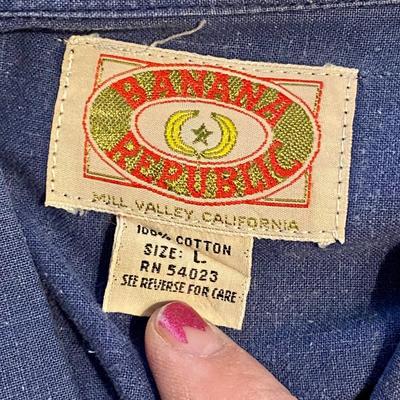 BANANA
REPUBLIC
MILL VALLEY, CALIFORNIA
100% COTTON
SIZE: L.
RN 54023
SEE REVERSE FOR CARE